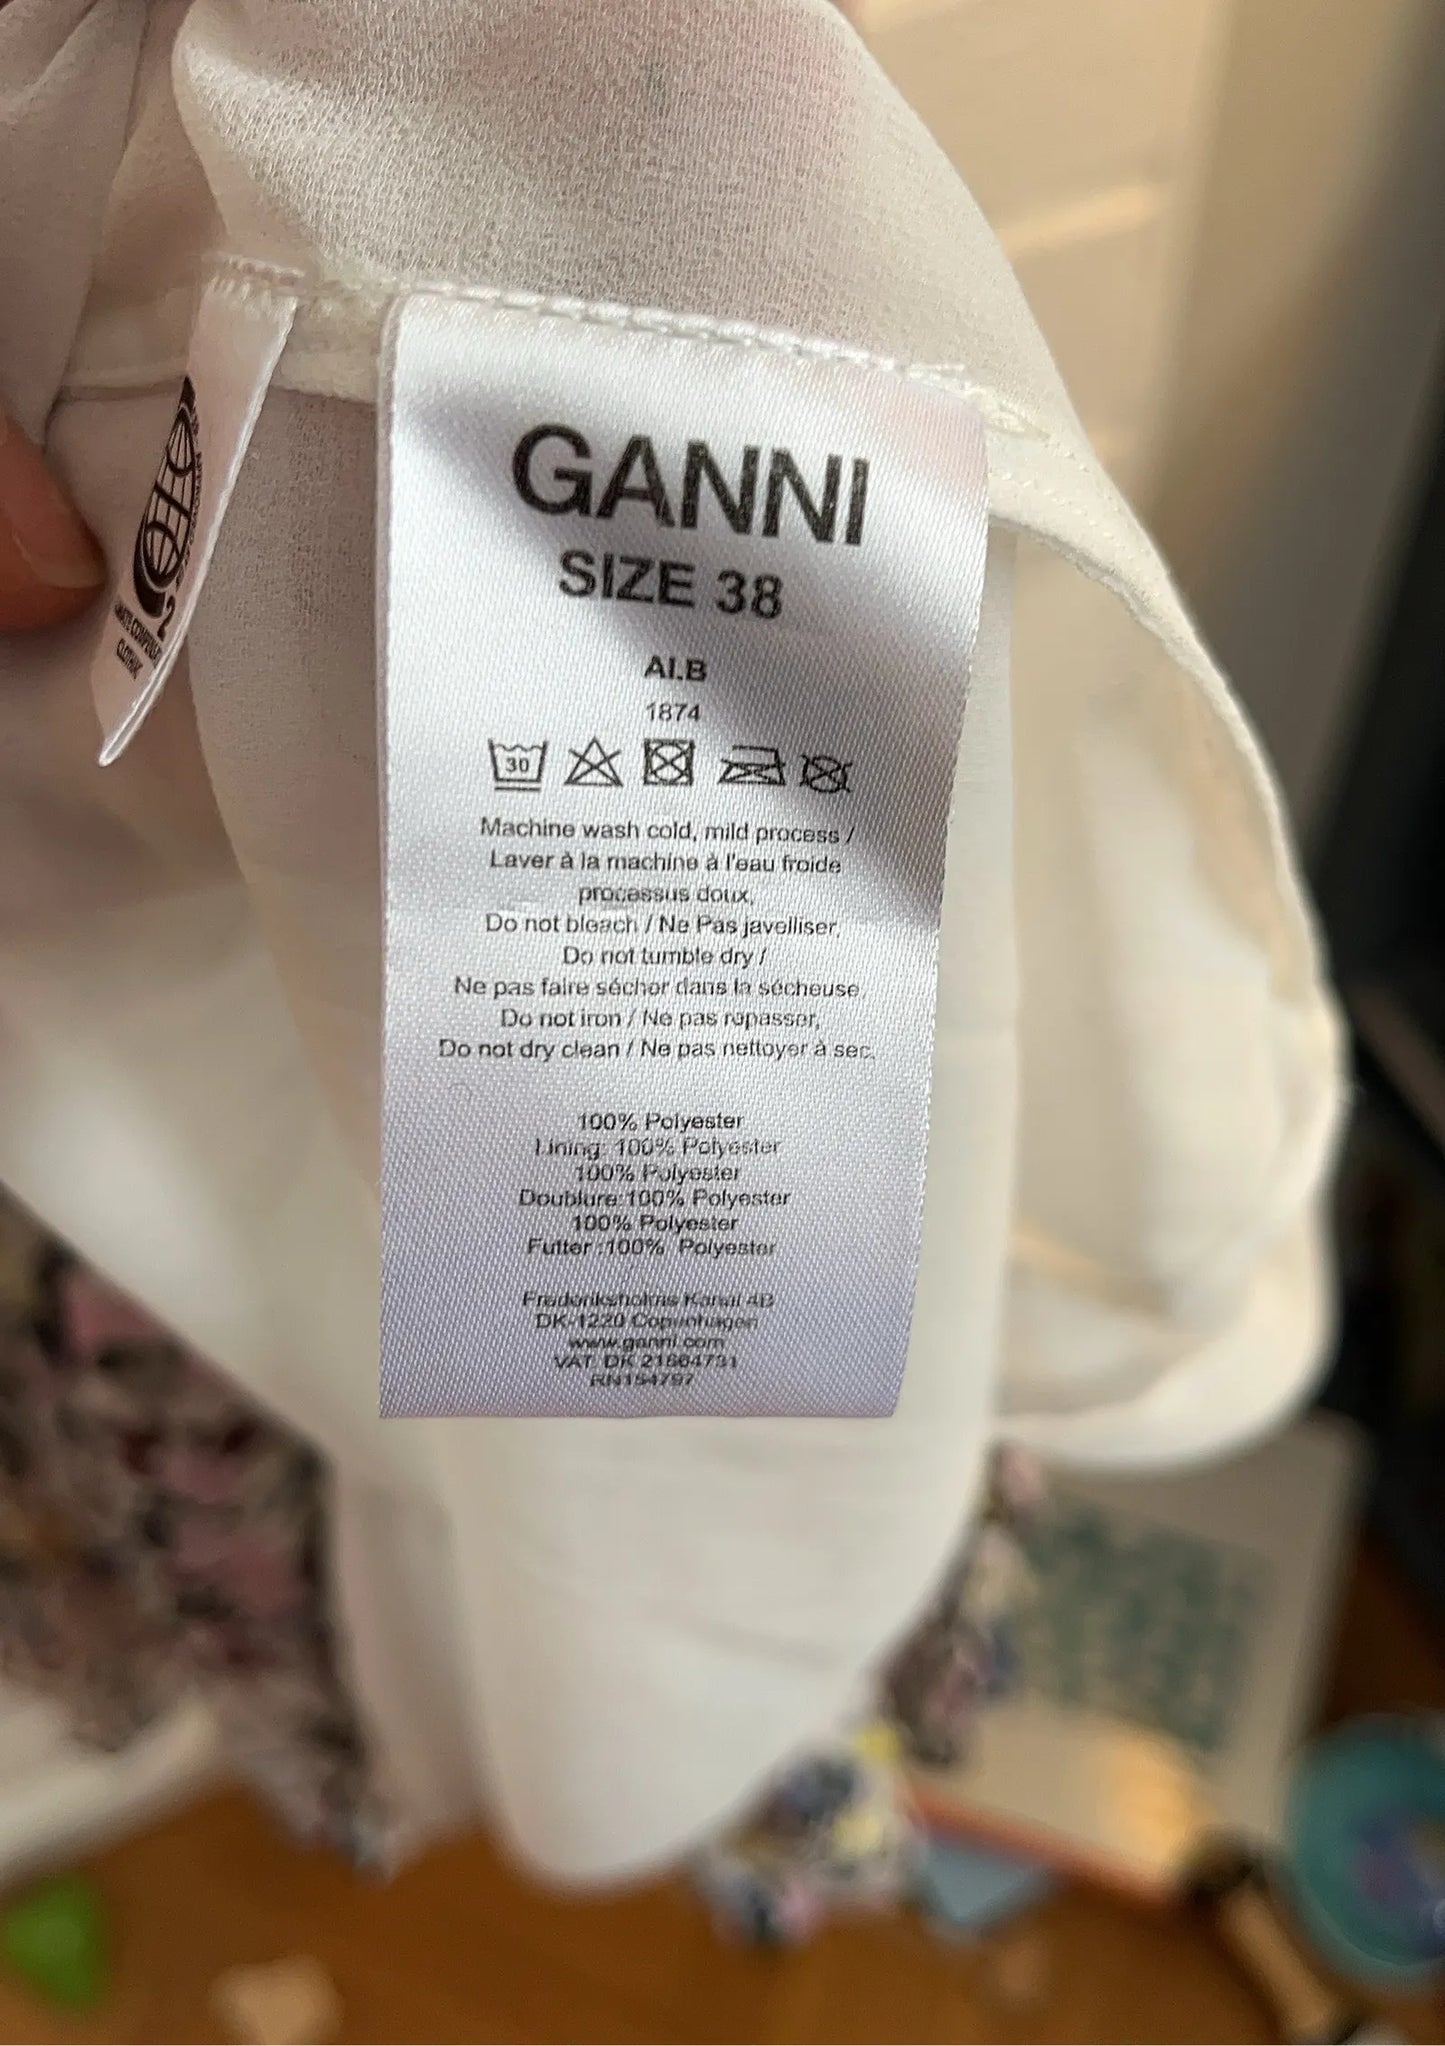 GANNI
SIZE 38
AI.B
1874
30
Machine wash cold, mild process /
Laver à la machine à l'eau froide
processus doux,
Do not bleach / Ne Pas javelliser,
Do not tumble dry /
Ne pas faire sécher dans la sécheuse,
Do not iron / Ne pas repasser,
Do not dry clean / Ne pas nettoyer à sec.
100% Polyester
Lining: 100% Polyester
100% Polyester
Doublure:100% Polyester
100% Polyester
Futter :100% Polyester
Frederiksholms Kanal 4B
DK-1220 Copenhagen
www.ganni.com
VAT: DK 21864731
RN154797
2
CLOTHING